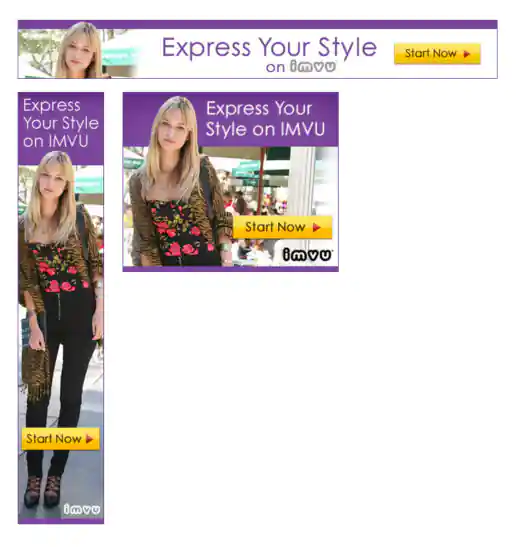 Express Your Style
on imvu
Start Now
Express
Your Style
on IMVU
Start Now
imvu
Express Your
Style on IMVU
Start Now
imvu